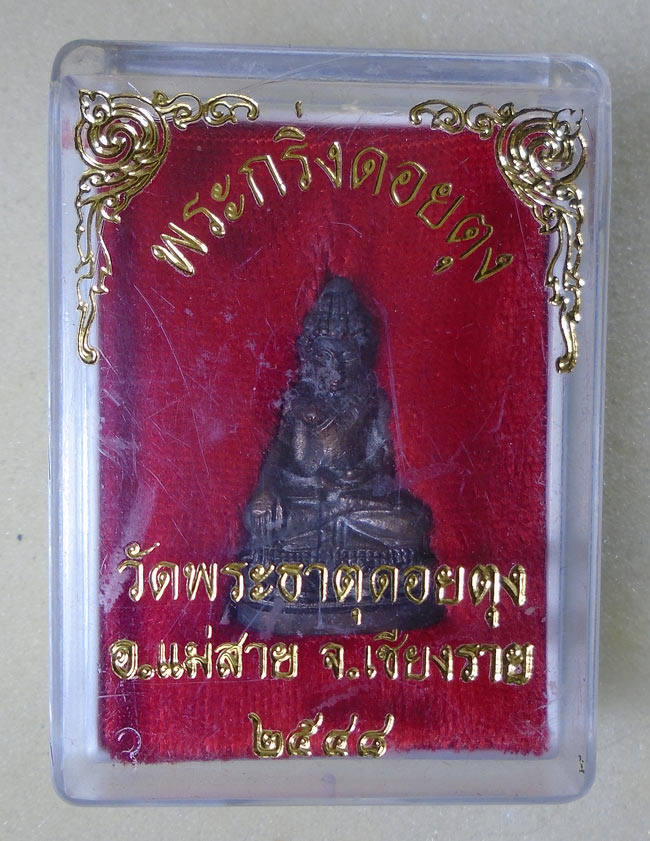 พระกริ่งดอยตุง
วัดพระธาตุดอยตุง
อ.แม่สาย จ.เชียงราย
๒๕๔๘